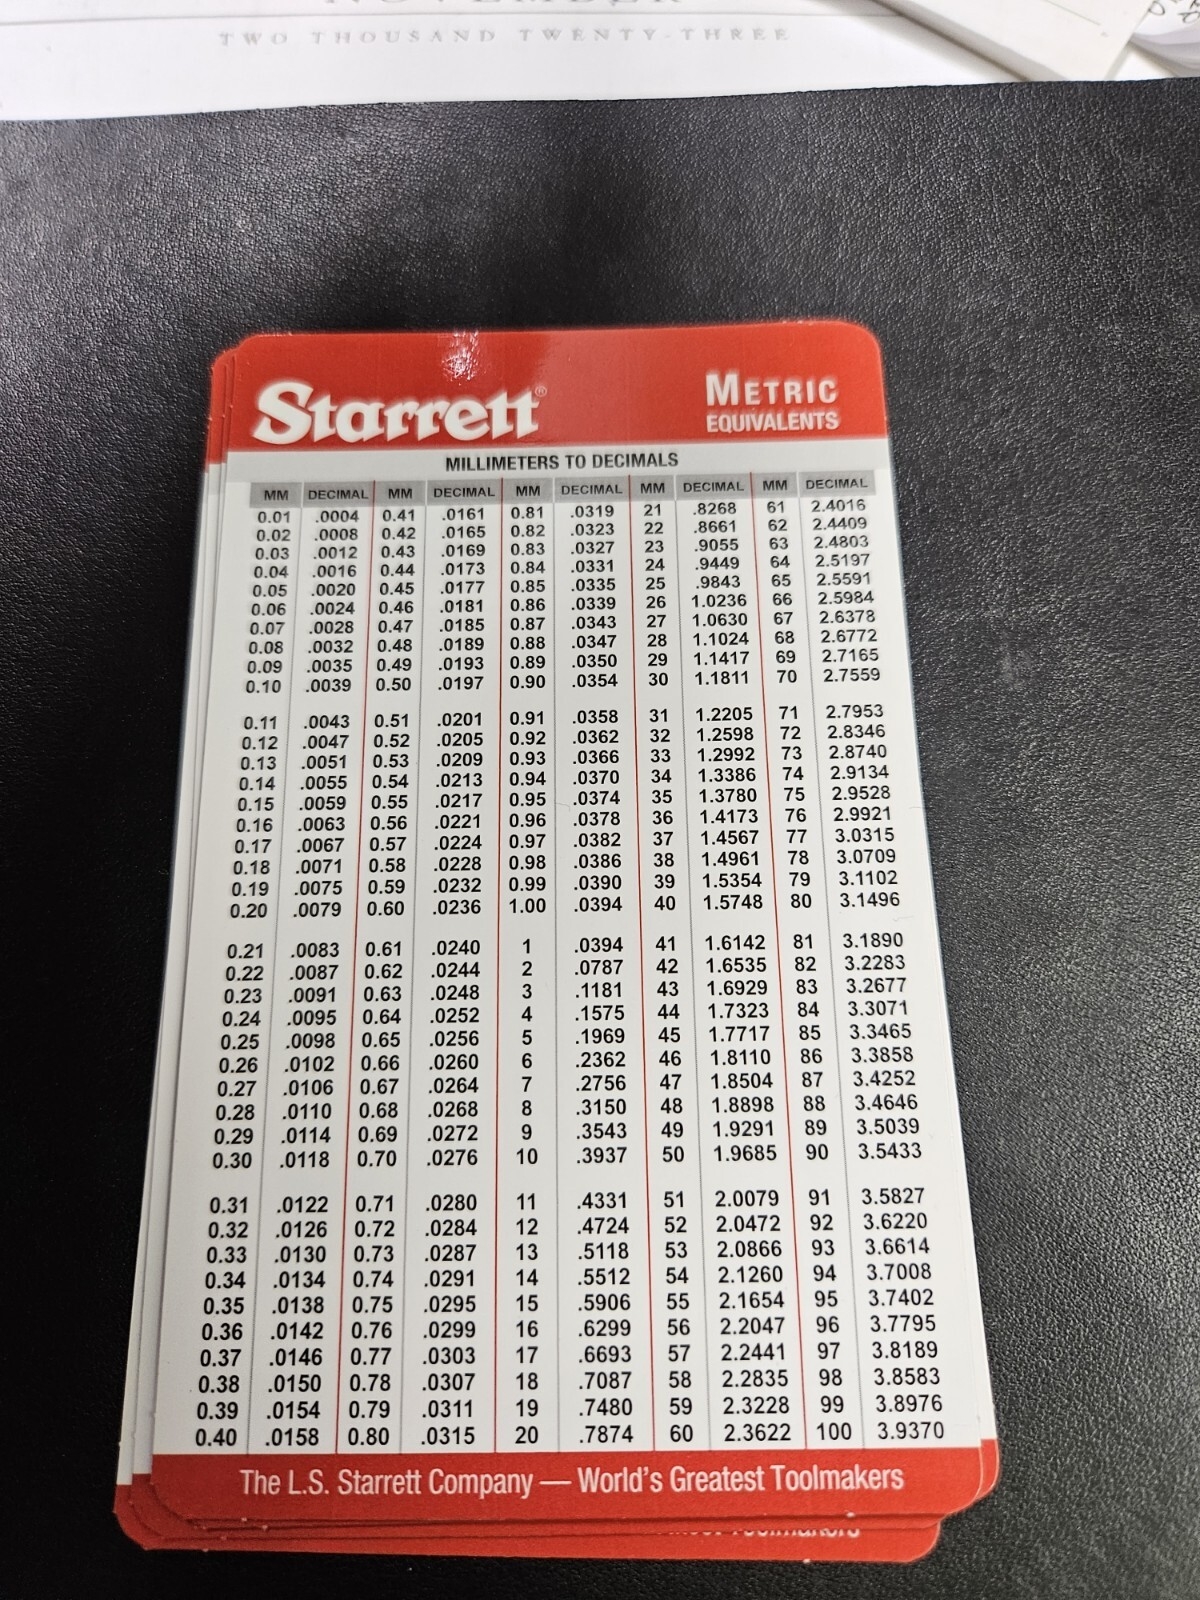 NOVEMBER
TWO THOUSAND TWENTY-THREE
Starrett®
METRIC
EQUIVALENTS
MILLIMETERS TO DECIMALS
MM DECIMAL MM DECIMAL MM DECIMAL MM DECIMAL MM DECIMAL
0.01 .0004 0.41 .0161 0.81 .0319 21 .8268 61 2.4016
0.02 .0008 0.42 .0165 0.82 .0323 22 .8661 62 2.4409
0.03 .0012 0.43 .0169 0.83 .0327 23 .9055 63 2.4803
0.04 .0016 0.44 .0173 0.84 .0331 24 .9449 64 2.5197
0.05 .0020 0.45 .0177 0.85 .0335 25 .9843 65 2.5591
0.06 .0024 0.46 .0181 0.86 .0339 26 1.0236 66 2.5984
0.07 .0028 0.47 .0185 0.87 .0343 27 1.0630 67 2.6378
0.08 .0032 0.48 .0189 0.88 .0347 28 1.1024 68 2.6772
0.09 .0035 0.49 .0193 0.89 .0350 29 1.1417 69 2.7165
0.10 .0039 0.50 .0197 0.90 .0354 30 1.1811 70 2.7559
0.11 .0043 0.51 .0201 0.91 .0358 31 1.2205 71 2.7953
0.12 .0047 0.52 .0205 0.92 .0362 32 1.2598 72 2.8346
0.13 .0051 0.53 .0209 0.93 .0366 33 1.2992 73 2.8740
0.14 .0055 0.54 .0213 0.94 .0370 34 1.3386 74 2.9134
0.15 .0059 0.55 .0217 0.95 .0374 35 1.3780 75 2.9528
0.16 .0063 0.56 .0221 0.96 .0378 36 1.4173 76 2.9921
0.17 .0067 0.57 .0224 0.97 .0382 37 1.4567 77 3.0315
0.18 .0071 0.58 .0228 0.98 .0386 38 1.4961 78 3.0709
0.19 .0075 0.59 .0232 0.99 .0390 39 1.5354 79 3.1102
0.20 .0079 0.60 .0236 1.00 .0394 40 1.5748 80 3.1496
0.21 .0083 0.61 .0240 1 .0394 41 1.6142 81 3.1890
0.22 .0087 0.62 .0244 2 .0787 42 1.6535 82 3.2283
0.23 .0091 0.63 .0248 3 .1181 43 1.6929 83 3.2677
0.24 .0095 0.64 .0252 4 .1575 44 1.7323 84 3.3071
0.25 .0098 0.65 .0256 5 .1969 45 1.7717 85 3.3465
0.26 .0102 0.66 .0260 6 .2362 46 1.8110 86 3.3858
0.27 .0106 0.67 .0264 7 .2756 47 1.8504 87 3.4252
0.28 .0110 0.68 .0268 8 .3150 48 1.8898 88 3.4646
0.29 .0114 0.69 .0272 9 .3543 49 1.9291 89 3.5039
0.30 .0118 0.70 .0276 10 .3937 50 1.9685 90 3.5433
0.31 .0122 0.71 .0280 11 .4331 51 2.0079 91 3.5827
0.32 .0126 0.72 .0284 12 .4724 52 2.0472 92 3.6220
0.33 .0130 0.73 .0287 13 .5118 53 2.0866 93 3.6614
0.34 .0134 0.74 .0291 14 .5512 54 2.1260 94 3.7008
0.35 .0138 0.75 .0295 15 .5906 55 2.1654 95 3.7402
0.36 .0142 0.76 .0299 16 .6299 56 2.2047 96 3.7795
0.37 .0146 0.77 .0303 17 .6693 57 2.2441 97 3.8189
0.38 .0150 0.78 .0307 18 .7087 58 2.2835 98 3.8583
0.39 .0154 0.79 .0311 19 .7480 59 2.3228 99 3.8976
0.40 .0158 0.80 .0315 20 .7874 60 2.3622 100 3.9370
The L.S. Starrett Company — World's Greatest Toolmakers
Toolmakers